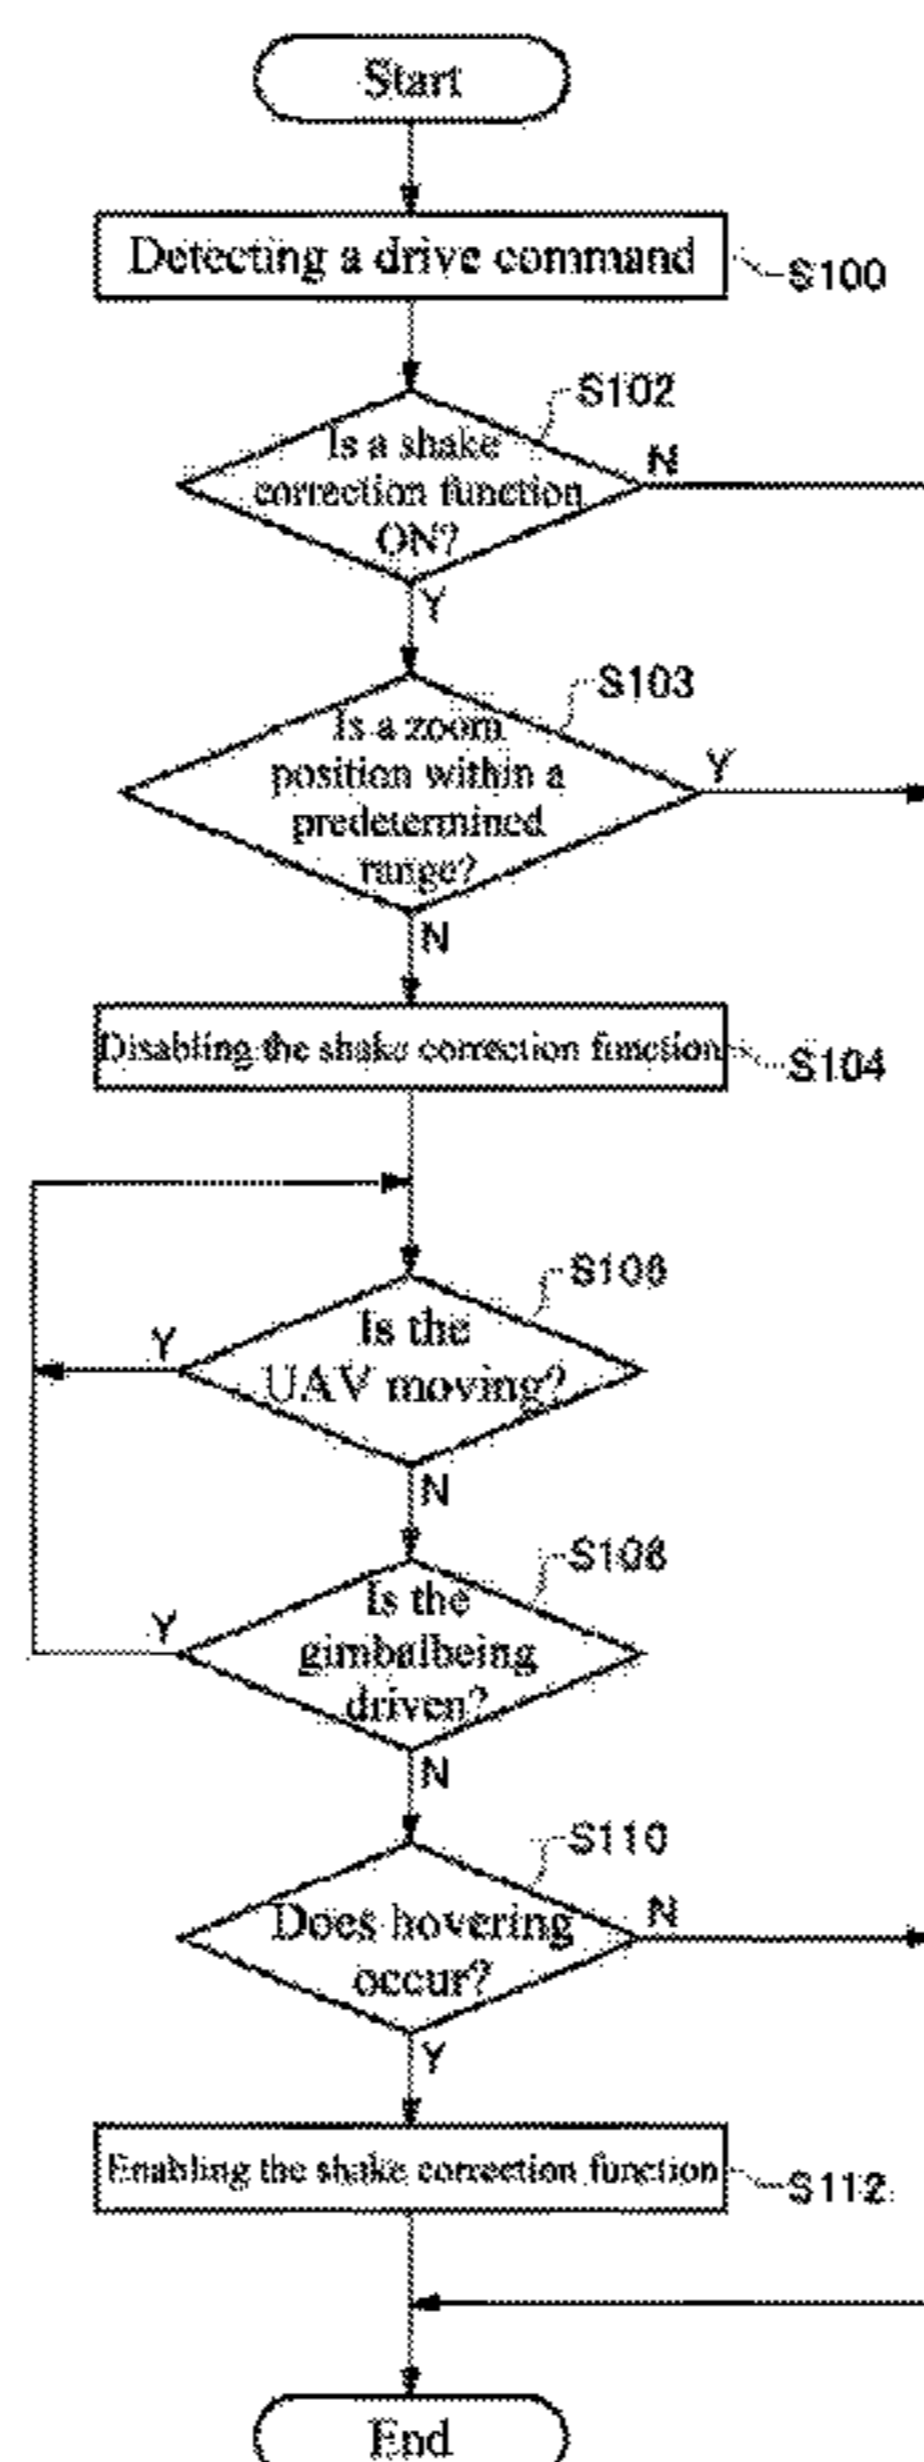 Start
Detecting a drive command
S100
S102
Is a shake
correction function
ON?
N
Y
S103
Is a zoom
position within a
predetermined
range?
Y
N
Disabling the shake correction function
S104
S106
Is the
UAV moving?
Y
N
S108
Is the
gimbalbeing
driven?
Y
N
S110
Does hovering
occur?
N
Y
Enabling the shake correction function
S112
End